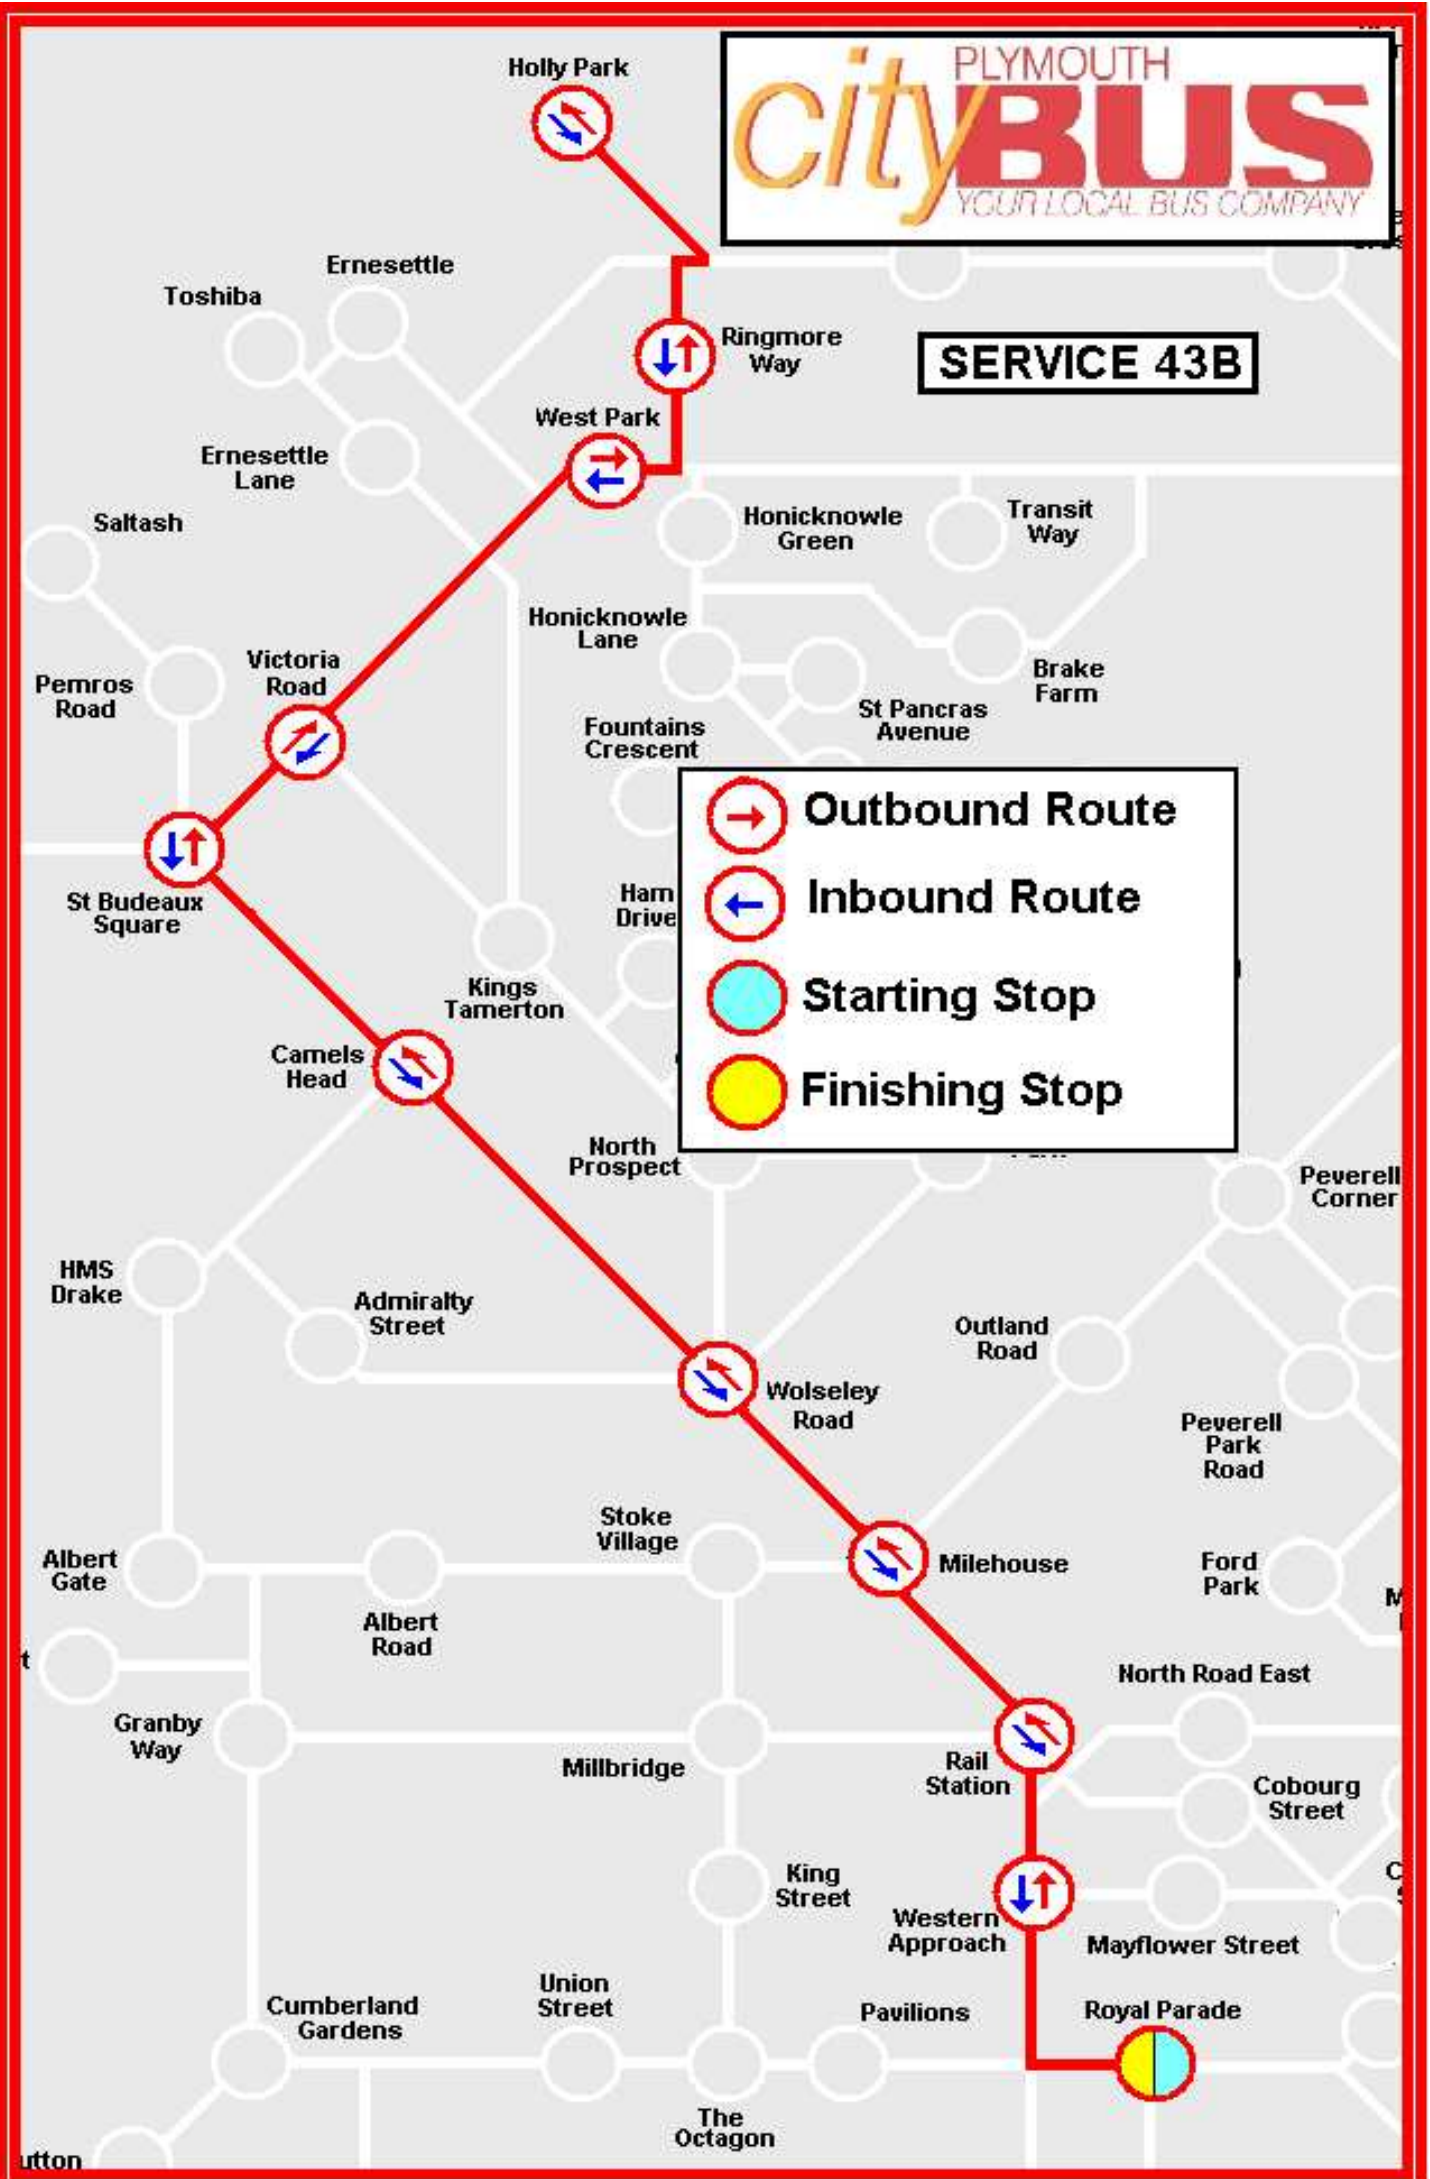 Holly Park
city PLYMOUTH
BUS
YOUR LOCAL BUS COMPANY
Ernesettle
Toshiba
Ringmore
Way
SERVICE 43B
West Park
Ernesettle
Lane
Saltash
Honicknowle
Green
Transit
Way
Honicknowle
Lane
Victoria
Road
Pemros
Road
Brake
Farm
St Pancras
Avenue
Fountains
Crescent
Outbound Route
Inbound Route
Starting Stop
Finishing Stop
St Budeaux
Square
Ham
Drive
Kings
Tamerton
Camels
Head
North
Prospect
Peverell
Corner
HMS
Drake
Admiralty
Street
Outland
Road
Wolseley
Road
Peverell
Park
Road
Stoke
Village
Albert
Gate
Milehouse
Ford
Park
Albert
Road
North Road East
Granby
Way
Millbridge
Rail
Station
Cobourg
Street
King
Street
Western
Approach
Mayflower Street
Union
Street
Cumberland
Gardens
Pavilions
Royal Parade
The
Octagon
utton